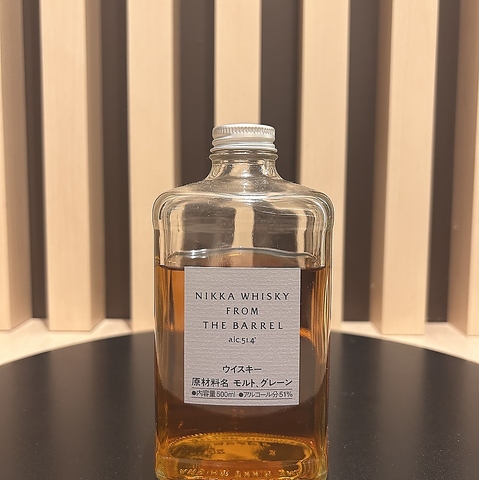 NIKKA WHISKY
FROM
THE BARREL
alc 51.4°
ウイスキー
原材料名 モルト、グレーン
●内容量500ml ●アルコール分51%